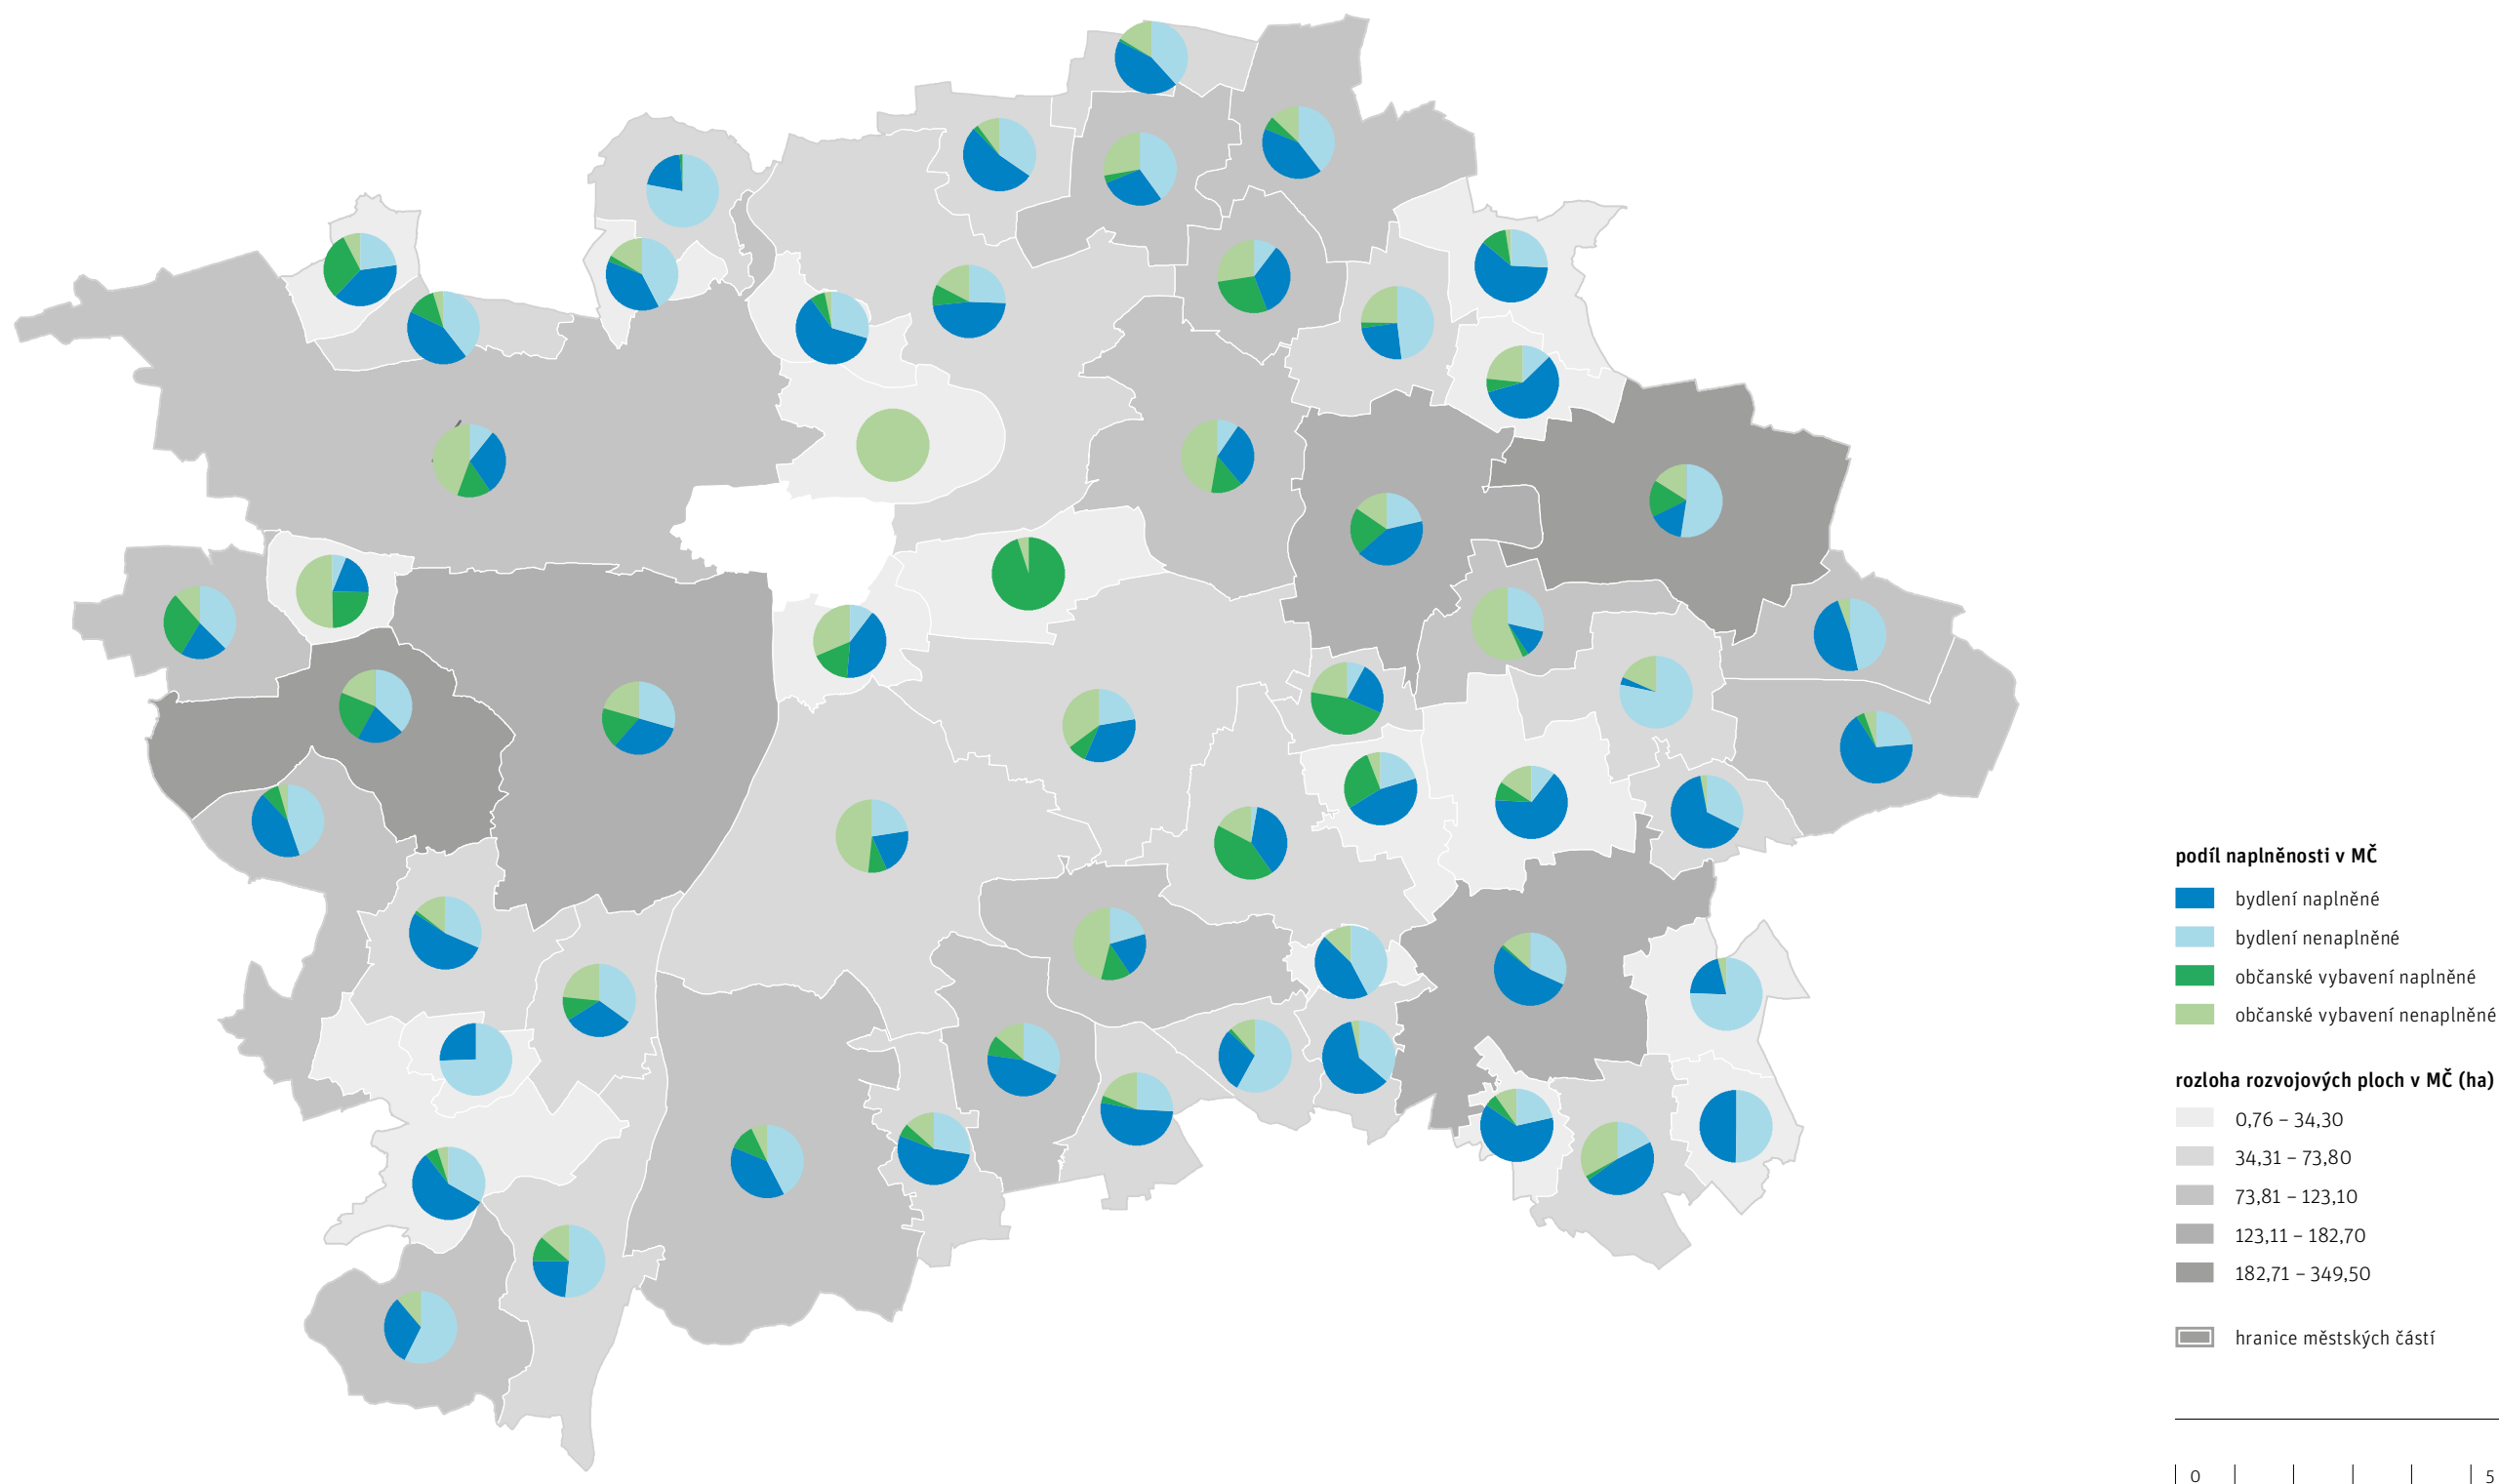 podíl naplněnosti v MČ
bydlení naplněné
bydlení nenaplněné
občanské vybavení naplněné
občanské vybavení nenaplněné
rozloha rozvojových ploch v MČ (ha)
0,76 – 34,30
34,31 – 73,80
73,81 – 123,10
123,11 – 182,70
182,71 – 349,50
hranice městských částí
0 5